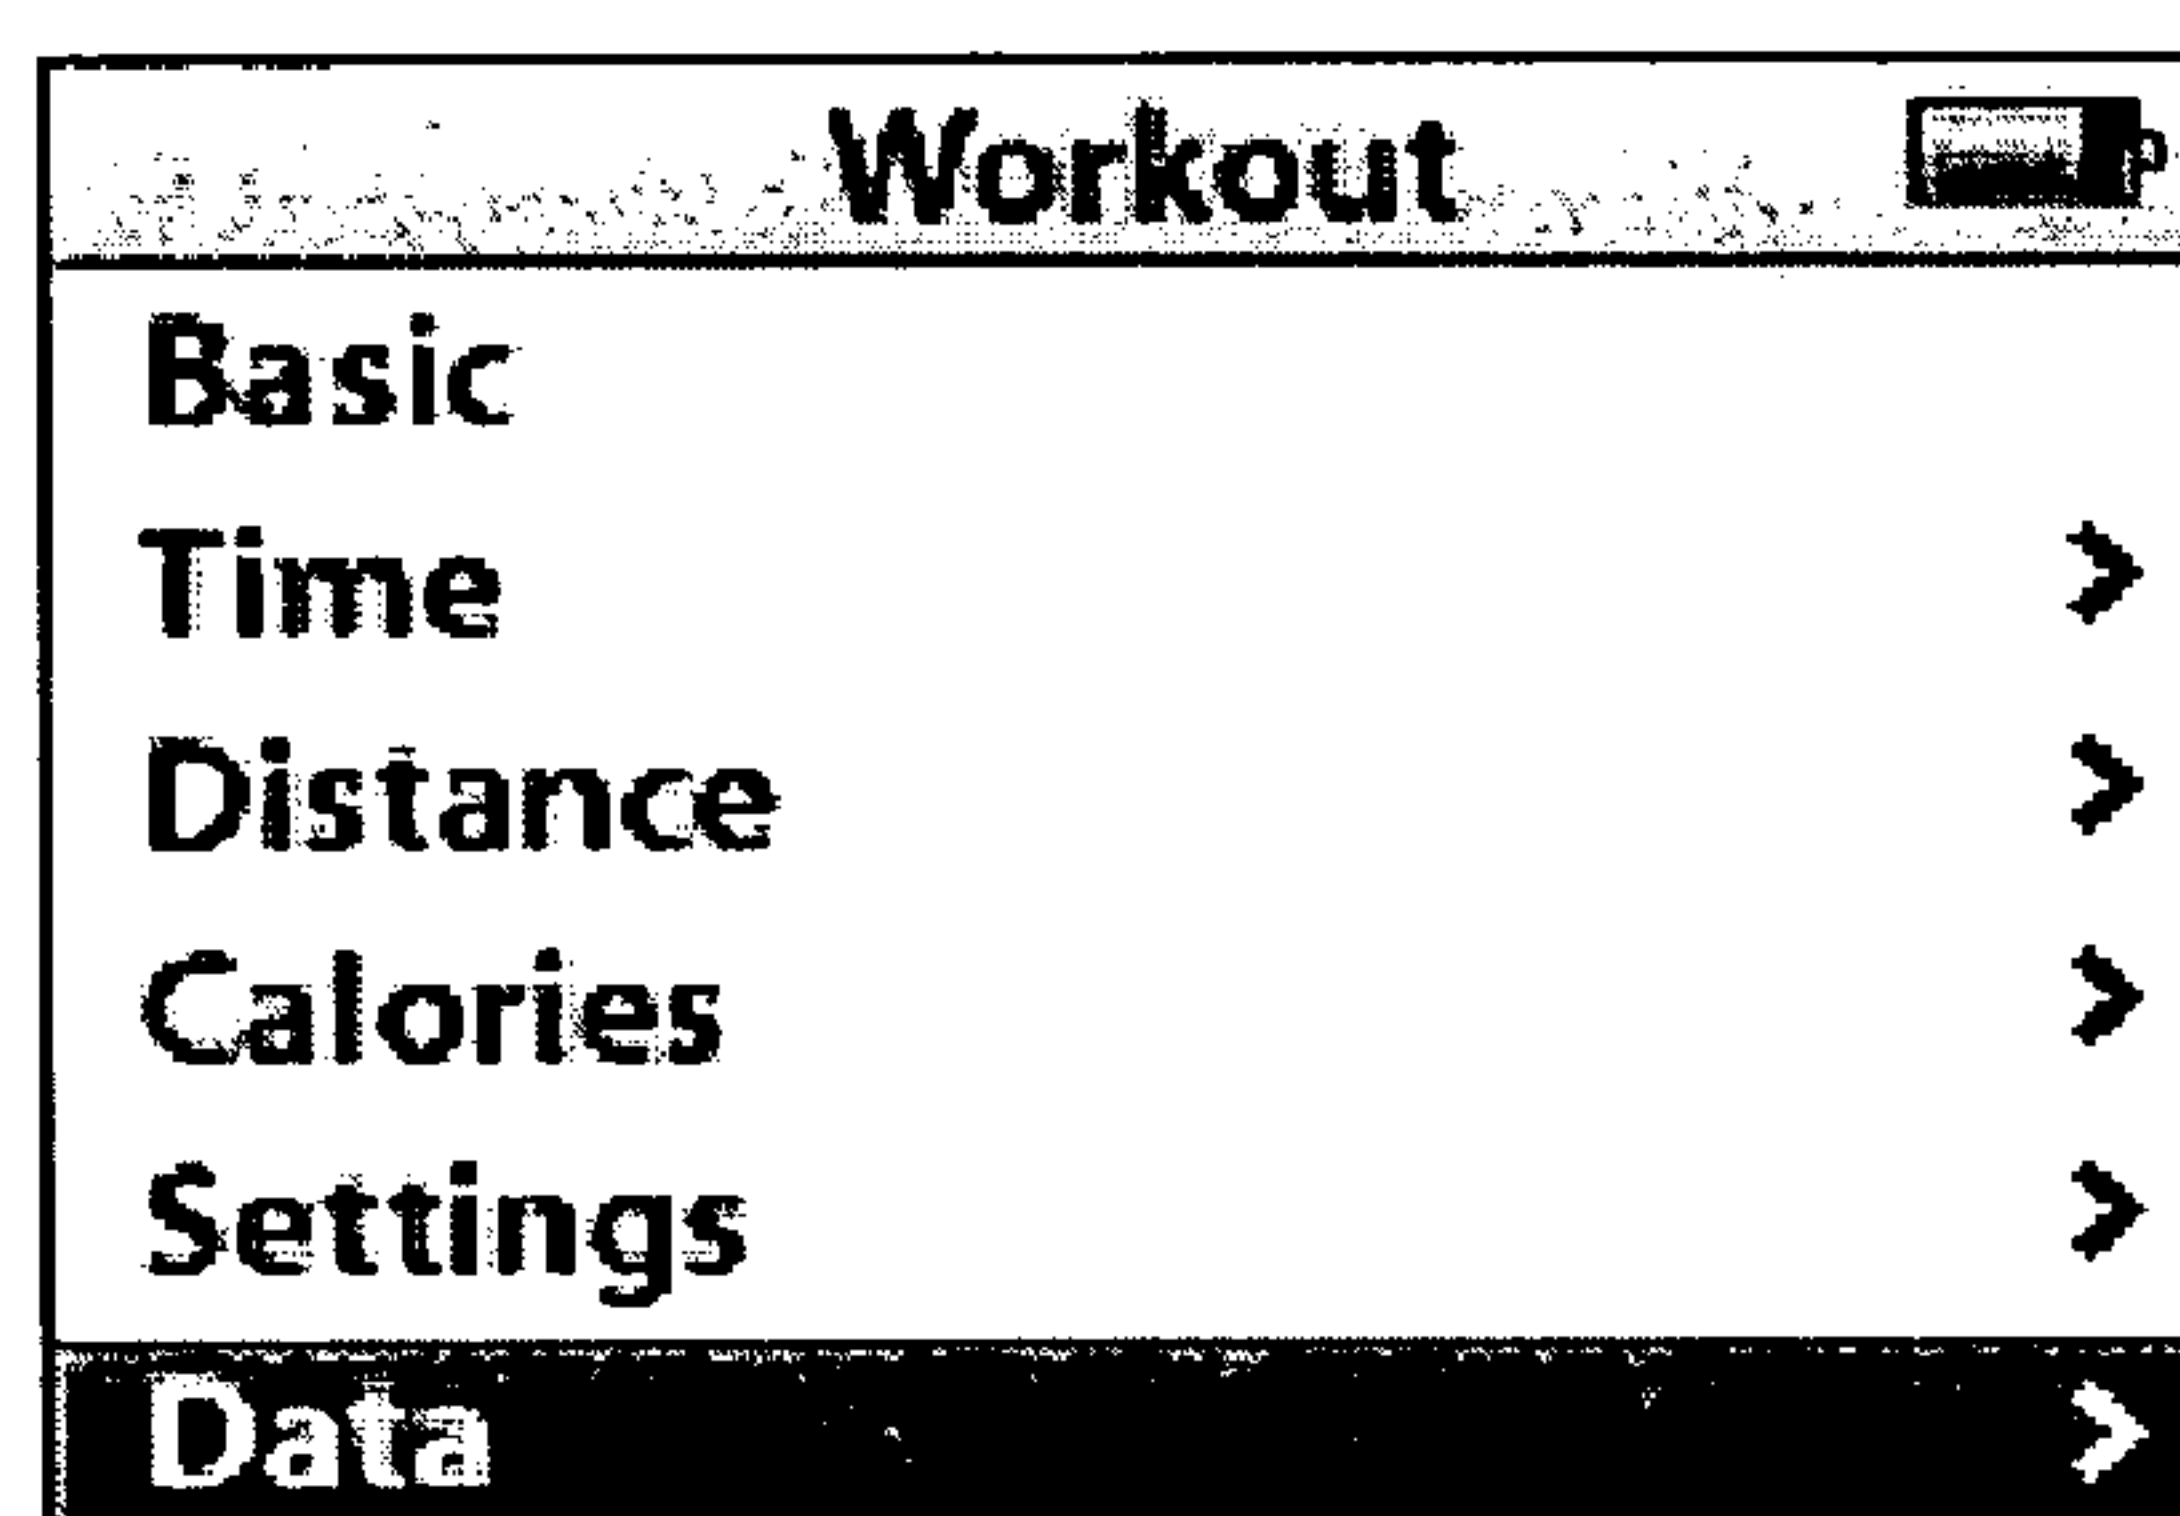 Workout
Basic
Time >
Distance >
Calories >
Settings >
Data >